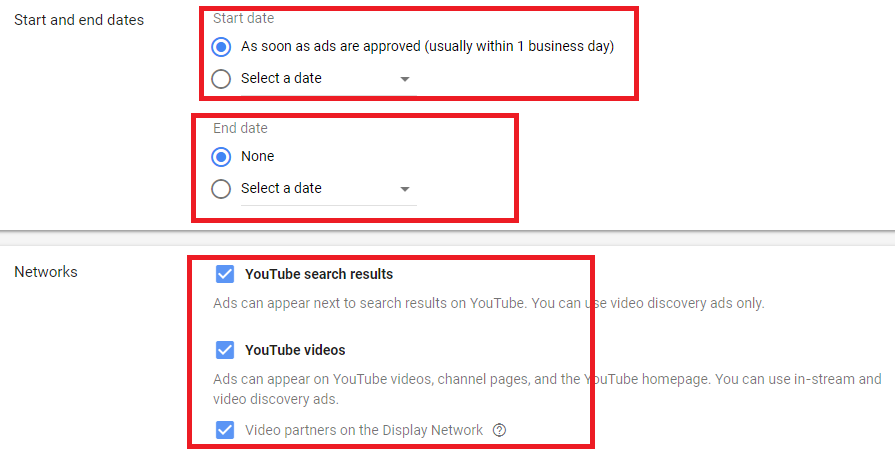 Start and end dates
Start date
As soon as ads are approved (usually within 1 business day)
Select a date
End date
None
Select a date
Networks
YouTube search results
Ads can appear next to search results on YouTube. You can use video discovery ads only.
YouTube videos
Ads can appear on YouTube videos, channel pages, and the YouTube homepage. You can use in-stream and
video discovery ads.
Video partners on the Display Network